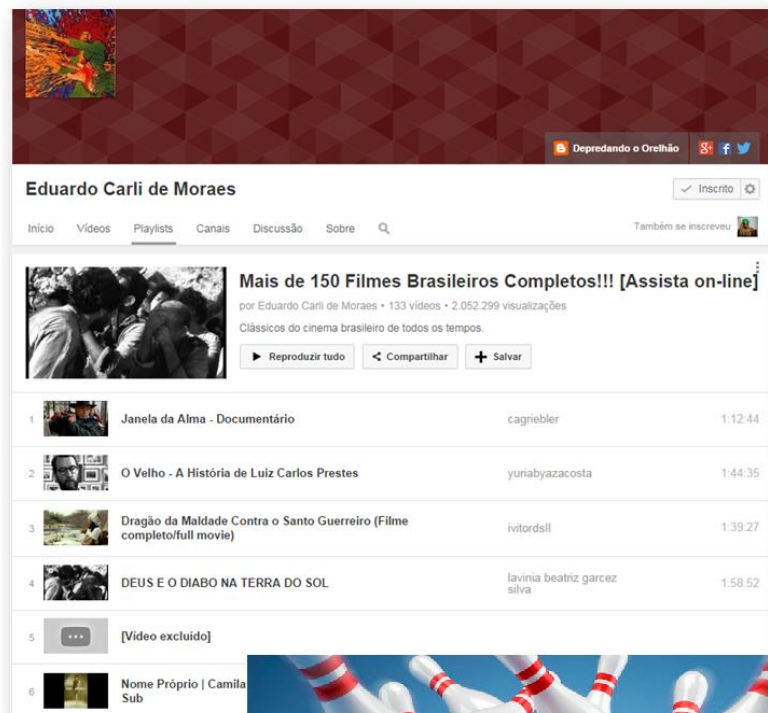 Depredando o Orelhão
Eduardo Carli de Moraes
Inscrito
Início Vídeos Playlists Canais Discussão Sobre
Também se inscreveu
Mais de 150 Filmes Brasileiros Completos!!! [Assista on-line]
por Eduardo Carli de Moraes • 133 vídeos • 2.052.299 visualizações
Clássicos do cinema brasileiro de todos os tempos.
Reproduzir tudo Compartilhar Salvar
1 Janela da Alma - Documentário cagriebler 1:12:44
2 O Velho - A História de Luiz Carlos Prestes yuriabyazacosta 1:44:35
3 Dragão da Maldade Contra o Santo Guerreiro (Filme
completo/full movie) ivitordsll 1:39:27
4 DEUS E O DIABO NA TERRA DO SOL lavinia beatriz garcez
silva 1:58:52
5 [Vídeo excluído]
6 Nome Próprio | Camila
Sub